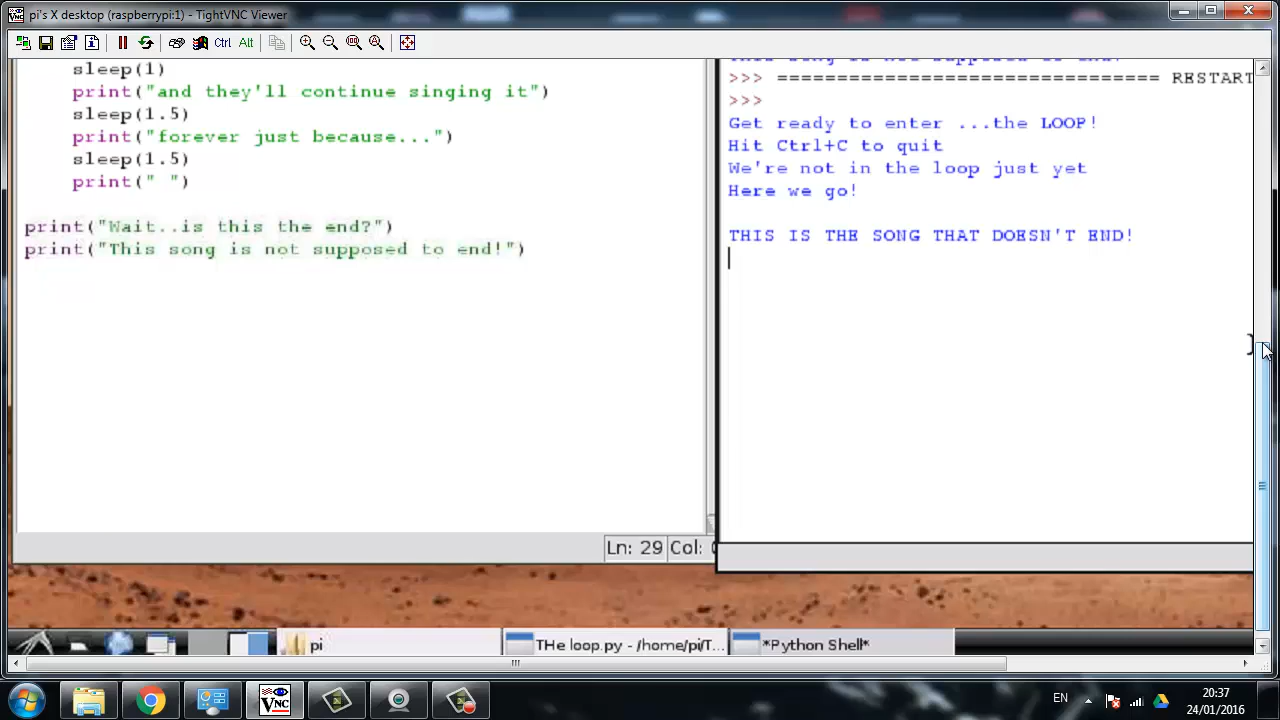 pi's X desktop (raspberrypi:1) - TightVNC Viewer
Ctrl Alt
sleep(1)
print("and they'll continue singing it")
sleep(1.5)
print("forever just because...")
sleep(1.5)
print(" ")
print("Wait..is this the end?")
print("This song is not supposed to end!")
Ln: 29 Col:
>>> ================================ RESTART
>>>
Get ready to enter ...the LOOP!
Hit Ctrl+C to quit
We're not in the loop just yet
Here we go!
THIS IS THE SONG THAT DOESN'T END!
pi
THe loop.py - /home/pi/T...
*Python Shell*
VNC
EN
20:37
24/01/2016